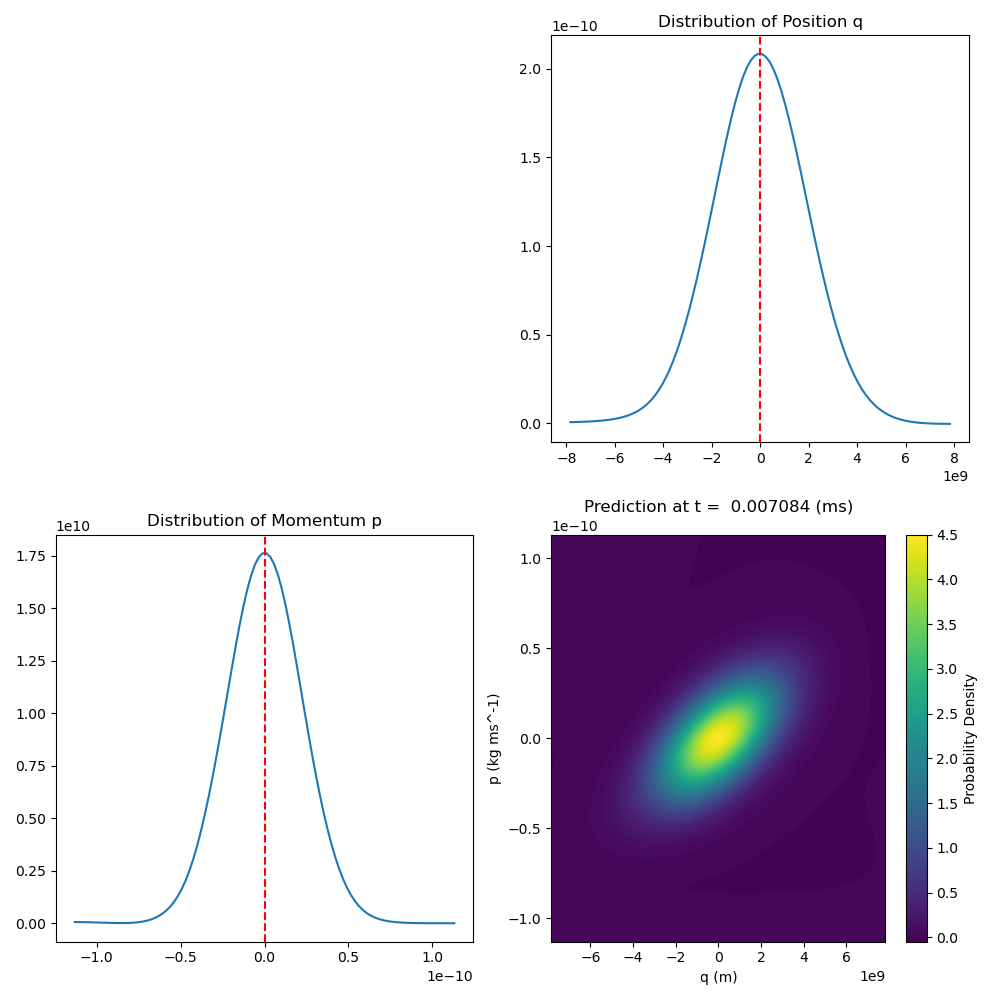 Distribution of Position q
1e−10
2.0
1.5
1.0
0.5
0.0
−8 −6 −4 −2 0 2 4 6 8
1e9
Distribution of Momentum p
1e10
1.75
1.50
1.25
1.00
0.75
0.50
0.25
0.00
−1.0 −0.5 0.0 0.5 1.0
1e−10
Prediction at t =  0.007084 (ms)
1e−10
1.0
0.5
0.0
−0.5
−1.0
p (kg ms^-1)
−6 −4 −2 0 2 4 6
1e9
q (m)
4.5
4.0
3.5
3.0
2.5
2.0
1.5
1.0
0.5
0.0
Probability Density